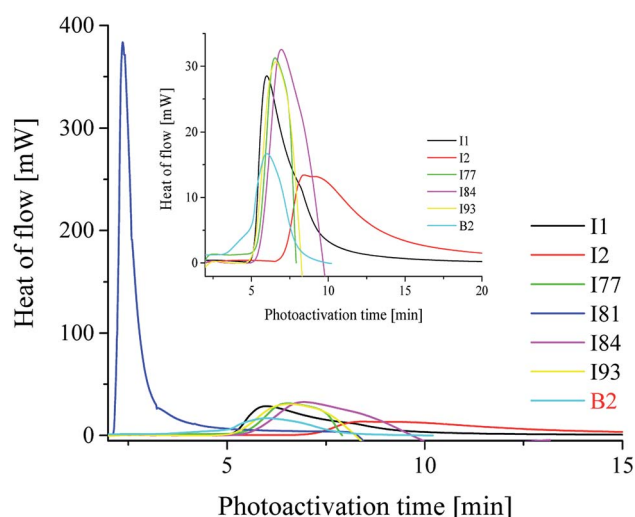 400
300
200
100
0
Heat of flow [mW]
5
10
15
Photoactivation time [min]
30
20
10
0
Heat of flow [mW]
5
10
15
20
Photoactivation time [min]
I1
I2
I77
I84
I93
B2
I1
I2
I77
I81
I84
I93
B2